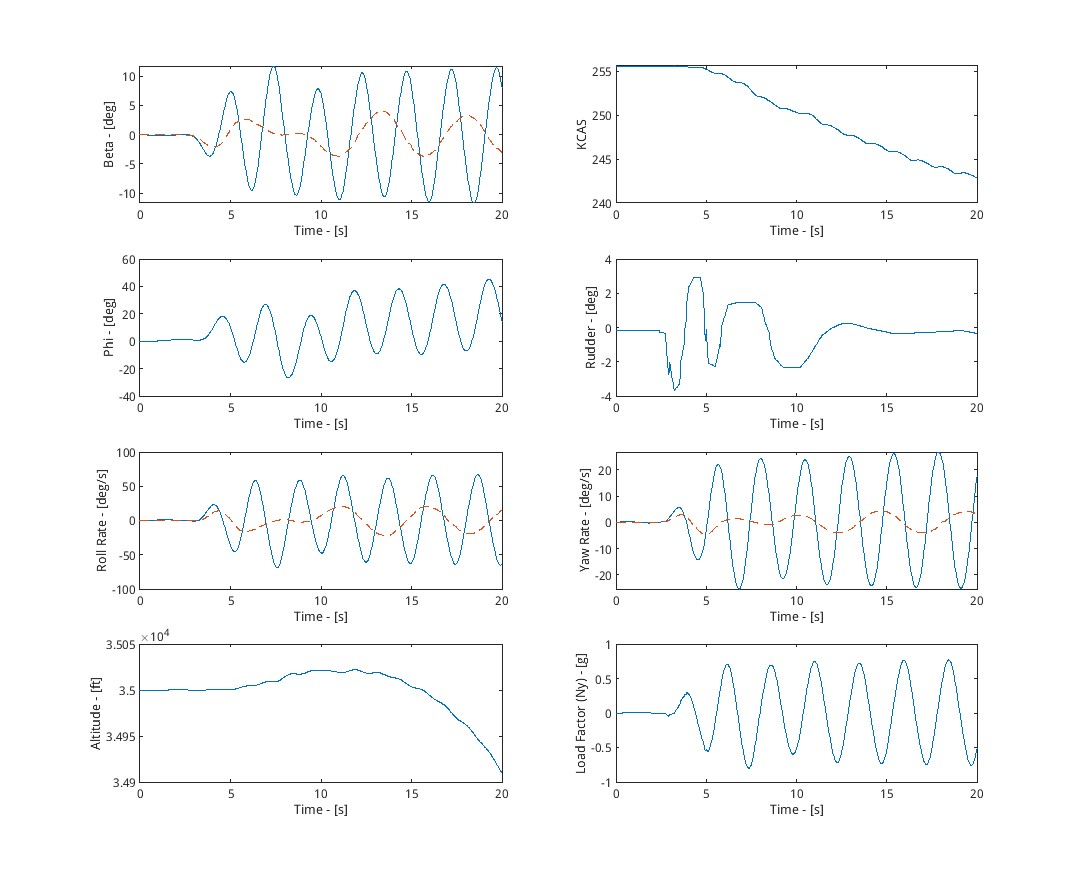 10
5
0
-5
-10
Beta - [deg]
0 5 10 15 20
Time - [s]
255
250
245
240
KCAS
0 5 10 15 20
Time - [s]
60
40
20
0
-20
-40
Phi - [deg]
0 5 10 15 20
Time - [s]
4
2
0
-2
-4
Rudder - [deg]
0 5 10 15 20
Time - [s]
100
50
0
-50
-100
Roll Rate - [deg/s]
0 5 10 15 20
Time - [s]
20
10
0
-10
-20
Yaw Rate - [deg/s]
0 5 10 15 20
Time - [s]
×10⁴
3.505
3.5
3.495
3.49
Altitude - [ft]
0 5 10 15 20
Time - [s]
1
0.5
0
-0.5
-1
Load Factor (Ny) - [g]
0 5 10 15 20
Time - [s]